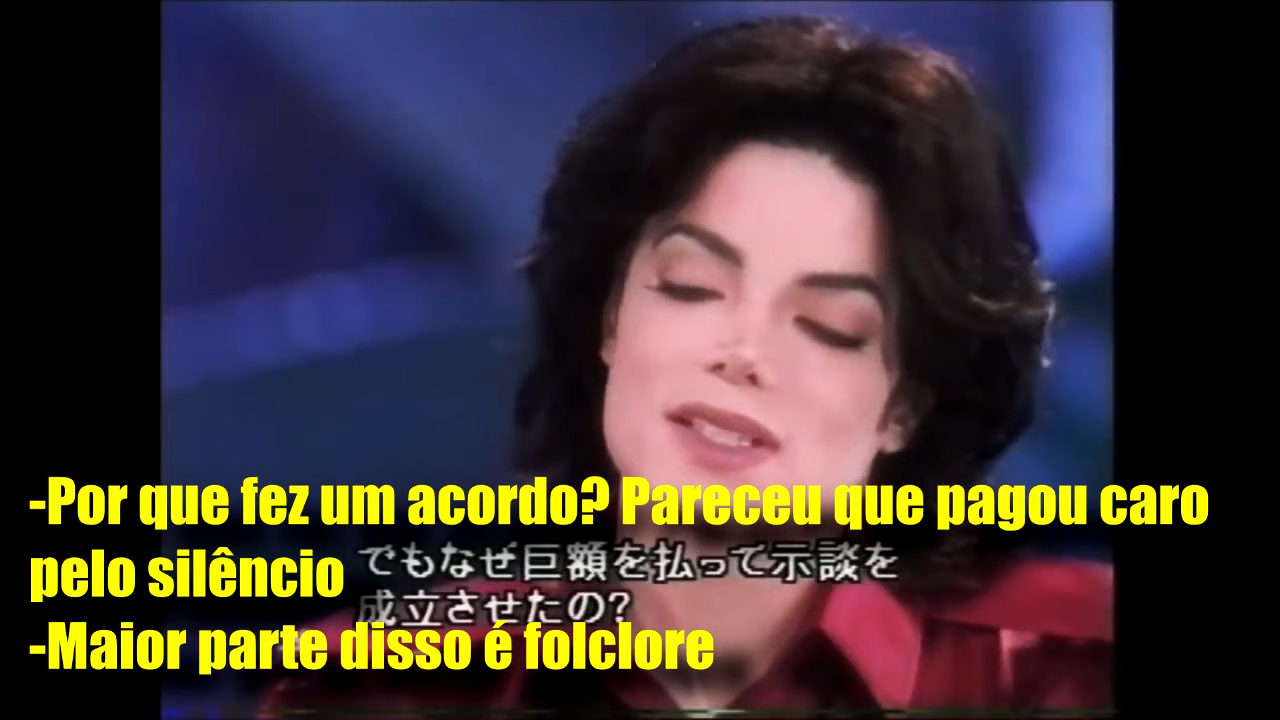 -Por que fez um acordo? Pareceu que pagou caro
pelo silêncio
でもなぜ巨額を払って示談を
成立させたの?
-Maior parte disso é folclore